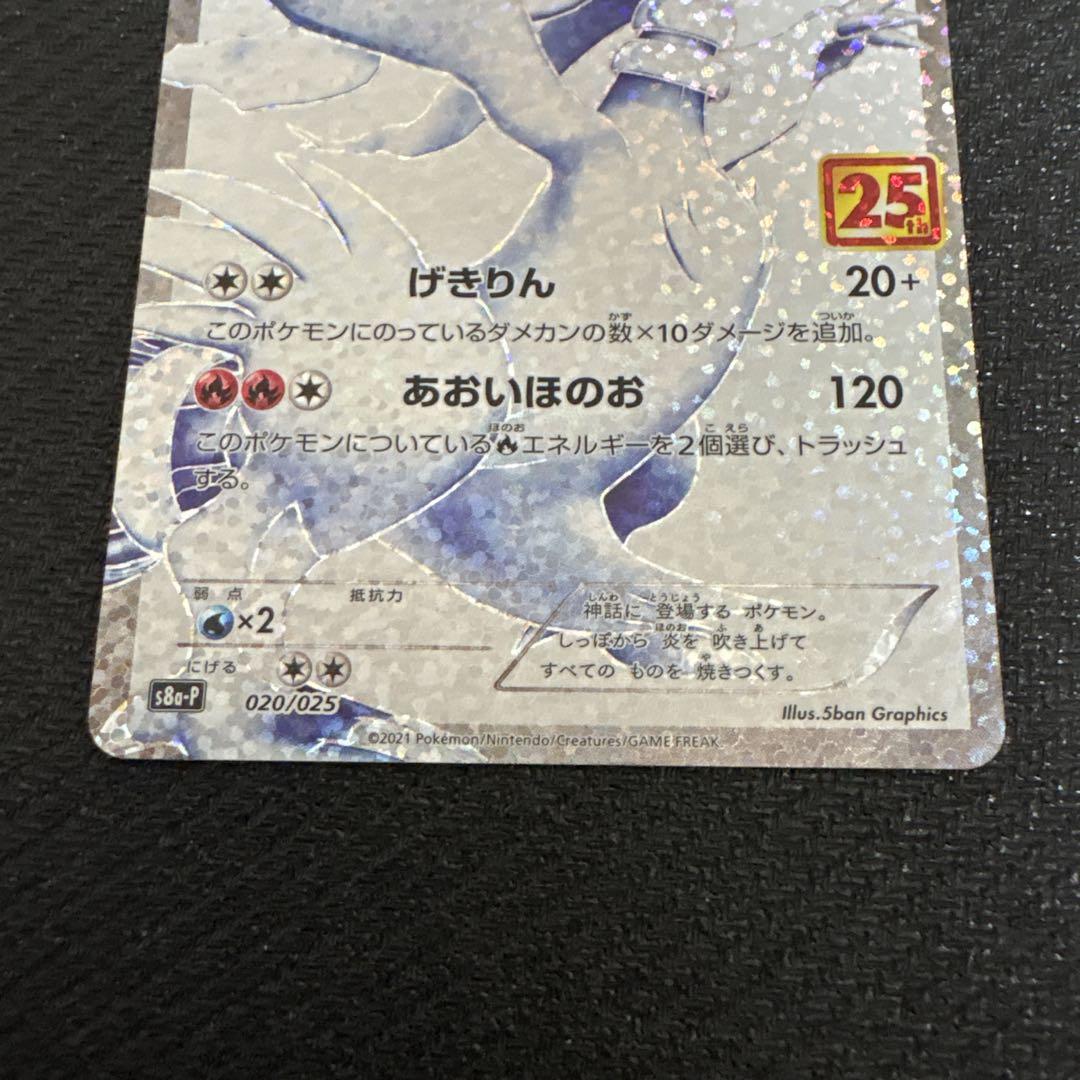 25th
げきりん 20+
このポケモンにのっているダメカンの数×10ダメージを追加。
あおいほのお 120
このポケモンについているエネルギーを2個選び、トラッシュ
する。
弱点 抵抗力
×2
にげる
神話に 登場する ポケモン。
しっぽから 炎を 吹き上げて
すべての ものを 焼きつくす。
s8a-P 020/025
Illus.5ban Graphics
©2021 Pokémon/Nintendo/Creatures/GAME FREAK.